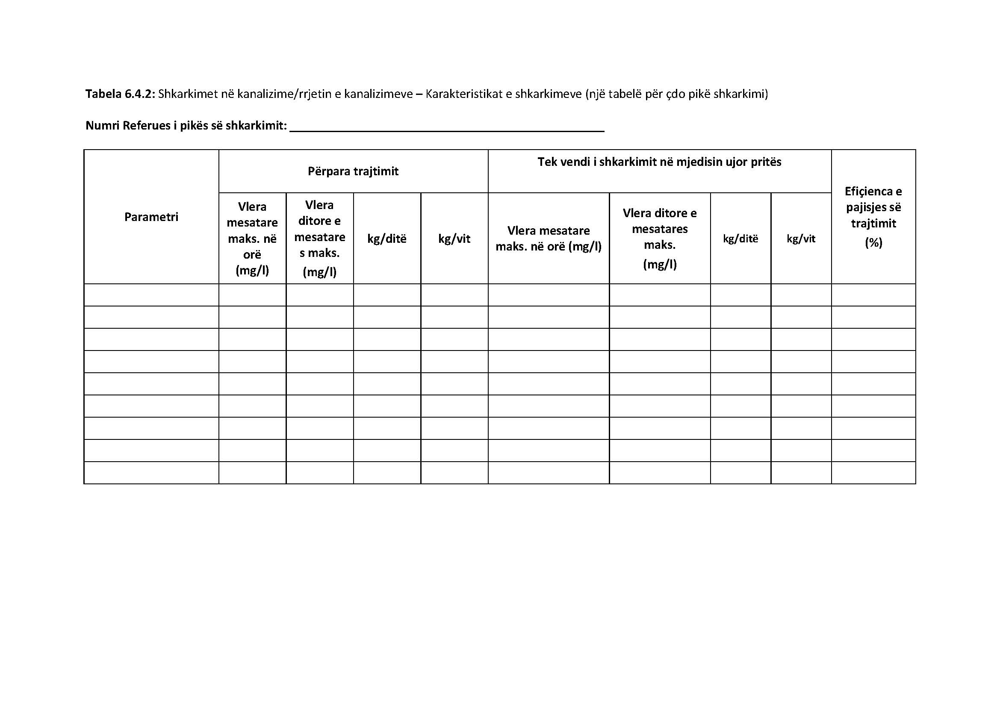 Tabela 6.4.2: Shkarkimet në kanalizime/rrjetin e kanalizimeve – Karakteristikat e shkarkimeve (një tabelë për çdo pikë shkarkimi)
Numri Referues i pikës së shkarkimit: ____________________
Parametri
Përpara trajtimit
Tek vendi i shkarkimit në mjedisin ujor pritës
Efiçienca e
pajisjes së
trajtimit
(%)
Vlera
mesatare
maks. në
orë
(mg/l)
Vlera
ditore e
mesatare
s maks.
(mg/l)
kg/ditë
kg/vit
Vlera mesatare
maks. në orë (mg/l)
Vlera ditore e
mesatares
maks.
(mg/l)
kg/ditë
kg/vit